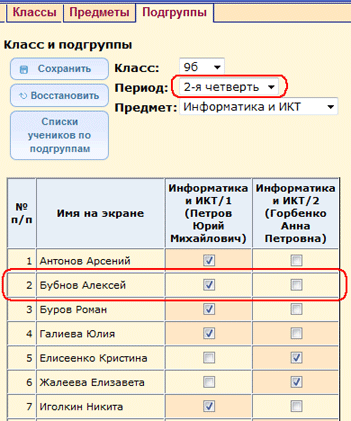 Классы Предметы Подгруппы
Класс и подгруппы
Сохранить Класс: 9б
Восстановить Период: 2-я четверть
Предмет: Информатика и ИКТ
Списки
учеников по
подгруппам
№
п/п
Имя на экране
Информатика
и ИКТ/1
(Петров
Юрий
Михайлович)
Информатика
и ИКТ/2
(Горбенко
Анна
Петровна)
1 Антонов Арсений
2 Бубнов Алексей
3 Буров Роман
4 Галиева Юлия
5 Елисеенко Кристина
6 Жалеева Елизавета
7 Иголкин Никита